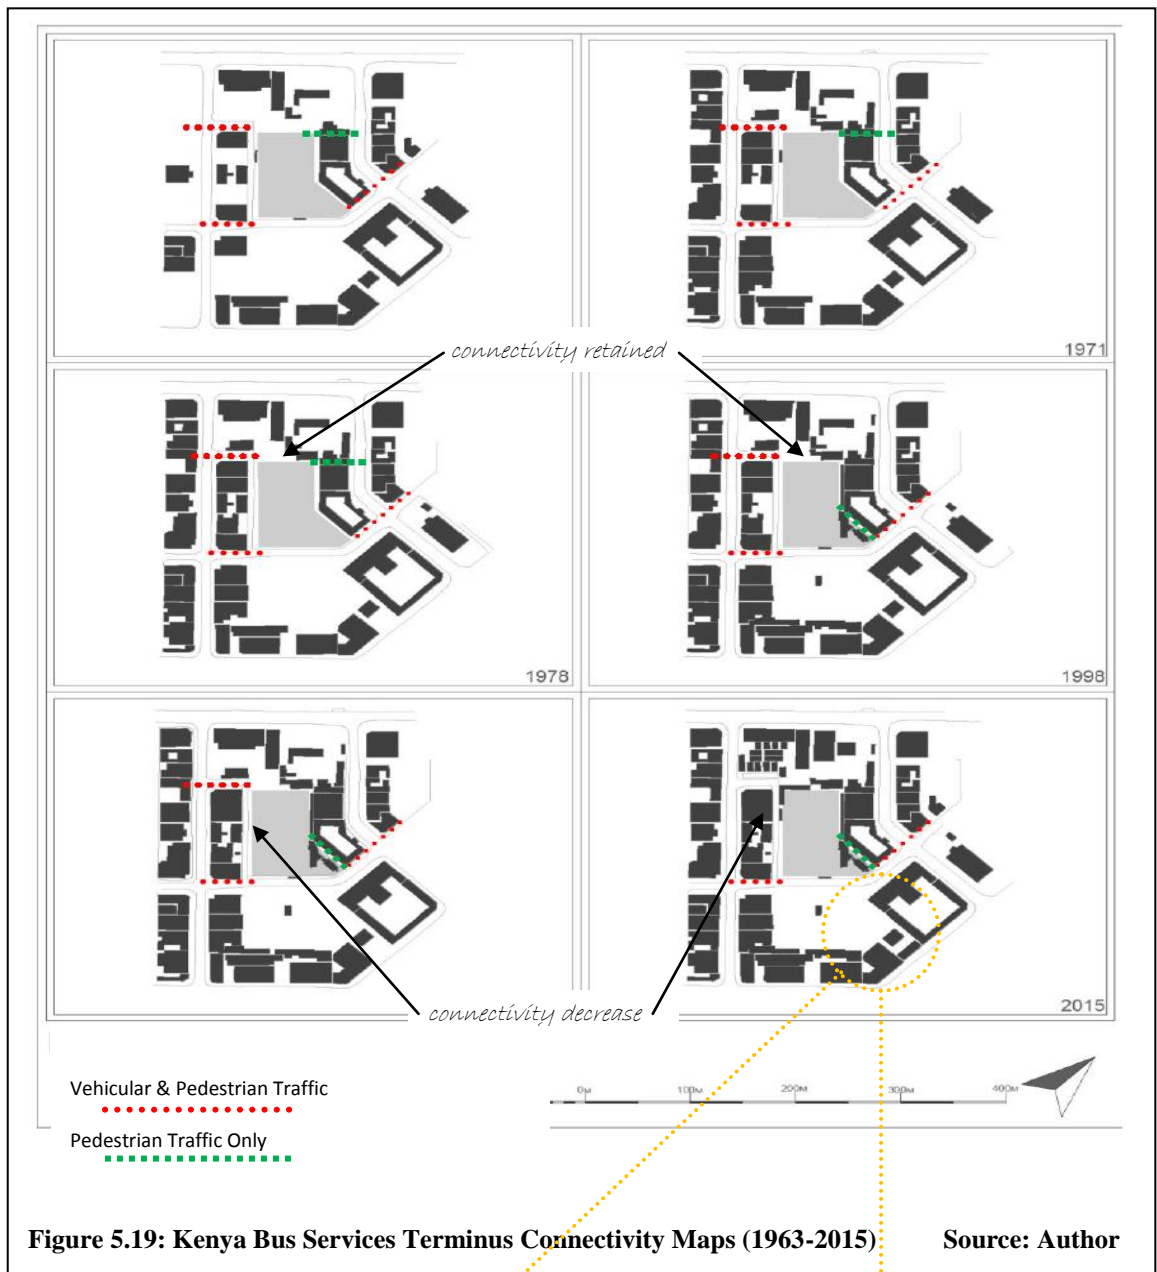 connectivity retained
1971
1978
1998
connectivity decrease
2015
Vehicular & Pedestrian Traffic
0M 100M 200M 300M 400M
Pedestrian Traffic Only
Figure 5.19: Kenya Bus Services Terminus Connectivity Maps (1963-2015) Source: Author